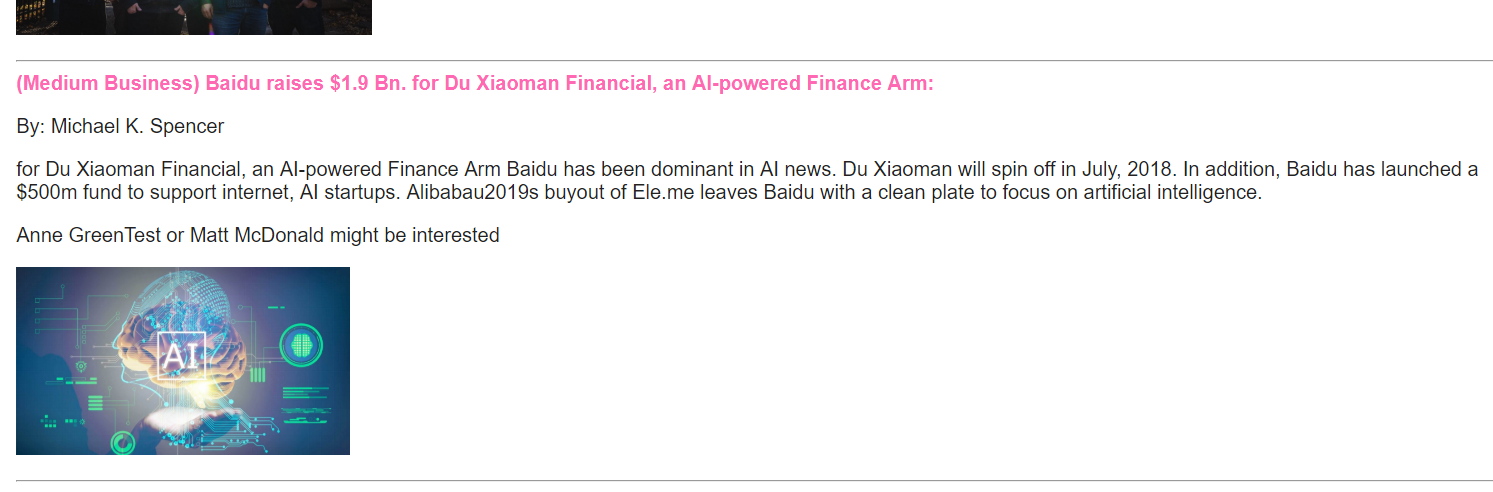 (Medium Business) Baidu raises $1.9 Bn. for Du Xiaoman Financial, an AI-powered Finance Arm:
By: Michael K. Spencer
for Du Xiaoman Financial, an AI-powered Finance Arm Baidu has been dominant in AI news. Du Xiaoman will spin off in July, 2018. In addition, Baidu has launched a
$500m fund to support internet, AI startups. Alibabau2019s buyout of Ele.me leaves Baidu with a clean plate to focus on artificial intelligence.
Anne GreenTest or Matt McDonald might be interested
AI